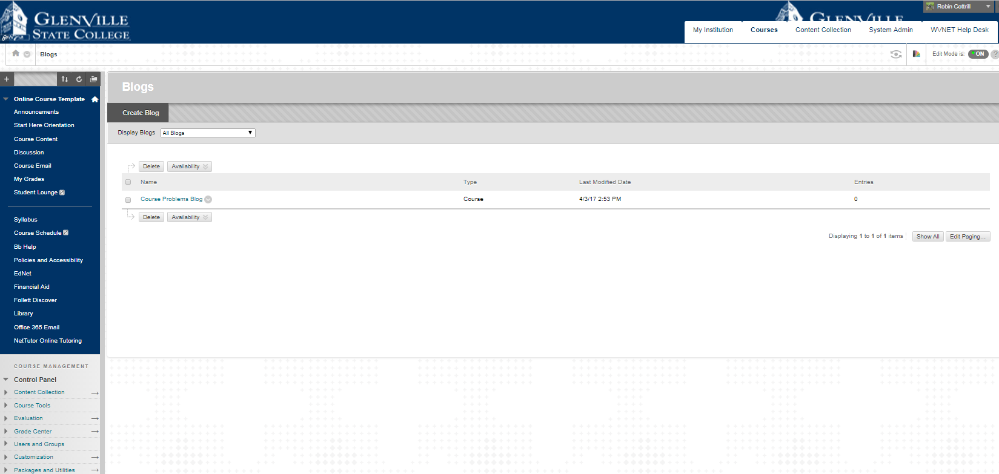 GLENVILLE
STATE COLLEGE
GLENVILLE
Robin Cottrill
My Institution Courses Content Collection System Admin WVNET Help Desk
Blogs
Edit Mode is: ON ?
+
Blogs
Create Blog
Display Blogs All Blogs
Online Course Template
Announcements
Start Here Orientation
Course Content
Discussion
Course Email
My Grades
Student Lounge
Syllabus
Course Schedule
Bb Help
Policies and Accessibility
EdNet
Financial Aid
Follett Discover
Library
Office 365 Email
NetTutor Online Tutoring
COURSE MANAGEMENT
Control Panel
Content Collection
Course Tools
Evaluation
Grade Center
Users and Groups
Customization
Packages and Utilities
Delete Availability
Name Type Last Modified Date Entries
Course Problems Blog Course 4/3/17 2:53 PM 0
Delete Availability
Displaying 1 to 1 of 1 items Show All Edit Paging...